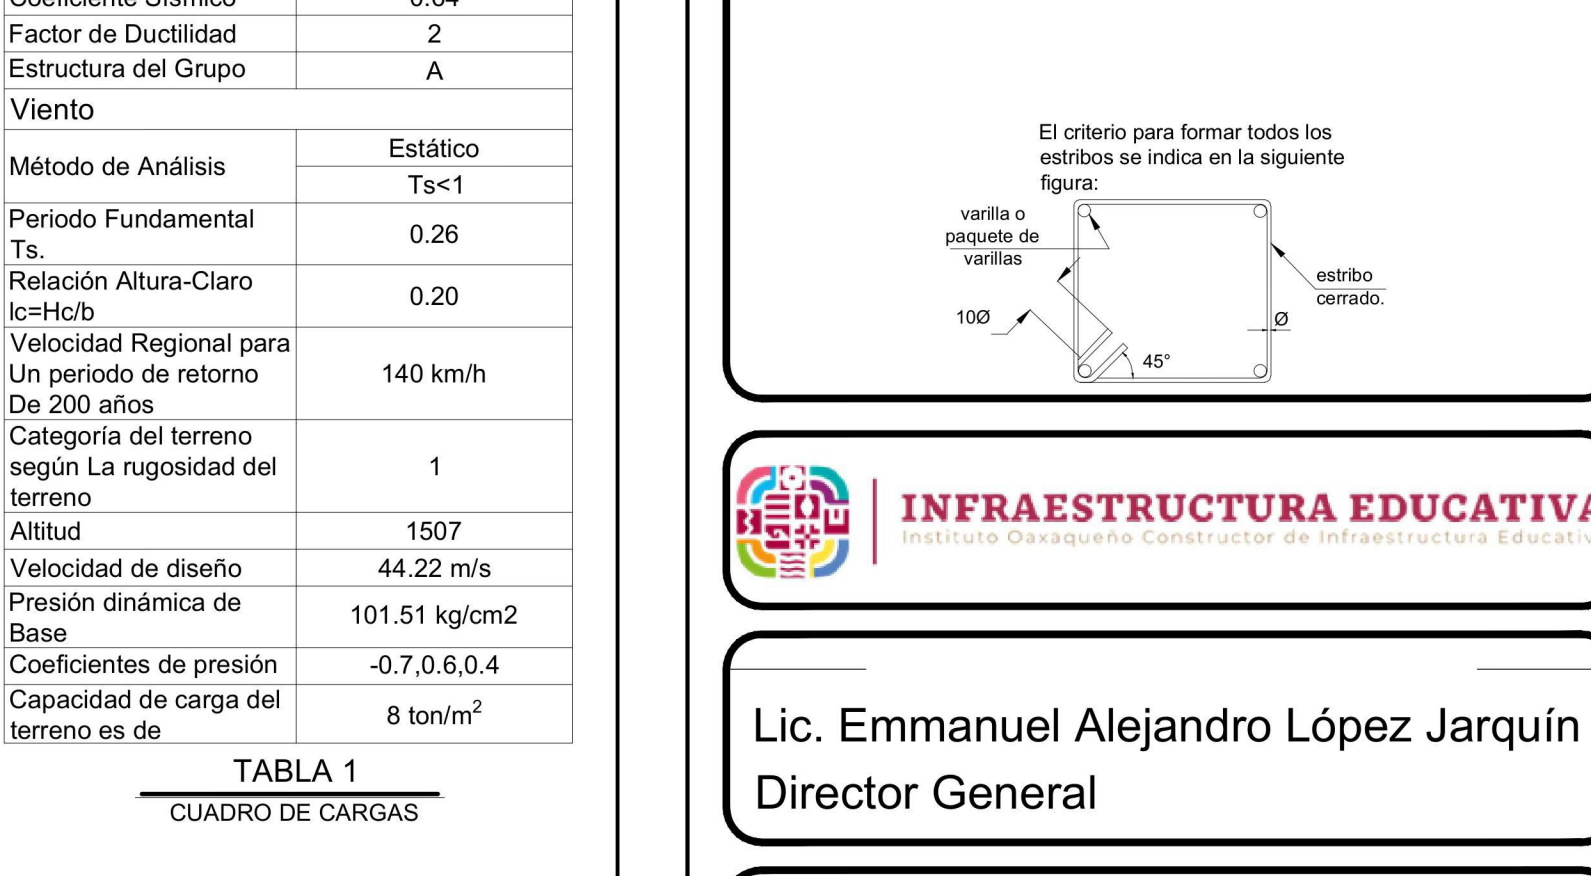 Coeficiente Sísmico 0.04
Factor de Ductilidad 2
Estructura del Grupo A
Viento
Método de Análisis
Estático
Ts<1
Periodo Fundamental
Ts.
0.26
Relación Altura-Claro
lc=Hc/b
0.20
Velocidad Regional para
Un periodo de retorno
De 200 años
140 km/h
Categoría del terreno
según La rugosidad del
terreno
1
Altitud 1507
Velocidad de diseño 44.22 m/s
Presión dinámica de
Base
101.51 kg/cm2
Coeficientes de presión -0.7,0.6,0.4
Capacidad de carga del
terreno es de
8 ton/m²
TABLA 1
CUADRO DE CARGAS
El criterio para formar todos los
estribos se indica en la siguiente
figura:
varilla o
paquete de
varillas
estribo
cerrado.
10Ø
Ø
45°
INFRAESTRUCTURA EDUCATIVA
Instituto Oaxaqueño Constructor de Infraestructura Educativ
Lic. Emmanuel Alejandro López Jarquín
Director General